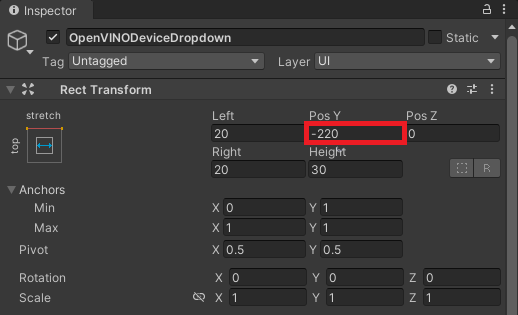 Inspector
OpenVINODeviceDropdown Static
Tag Untagged Layer UI
Rect Transform
stretch Left Pos Y Pos Z
top 20 -220 0
Right Height
20 30 R
Anchors
Min X 0 Y 1
Max X 1 Y 1
Pivot X 0.5 Y 0.5
Rotation X 0 Y 0 Z 0
Scale X 1 Y 1 Z 1